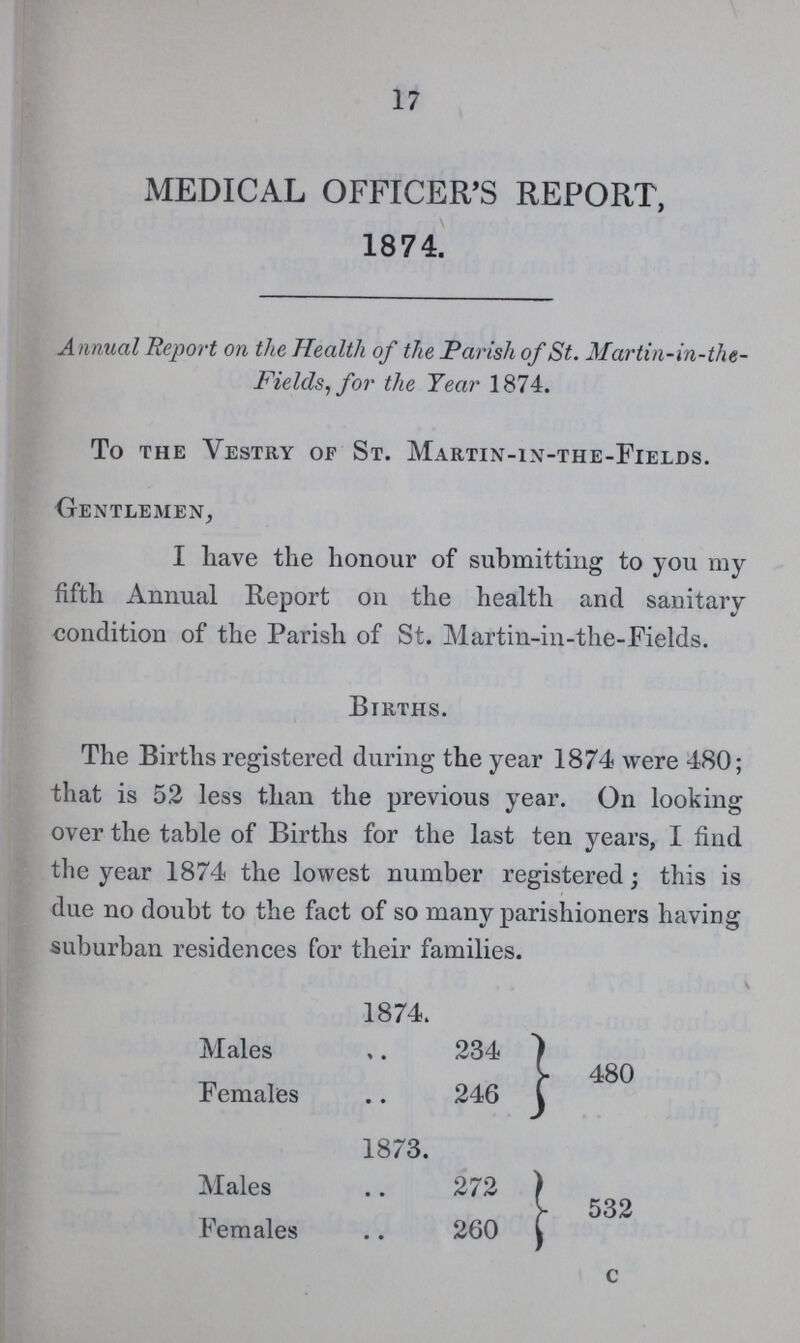 17
MEDICAL OFFICER'S REPORT,
1874.
Annual Report on the Health of the Parish of St. Martin-in-the-
Fields, for the Year 1874.
To the Vestry of St. Martin-in-the-Fields.
Gentlemen,
I have the honour of submitting to you my
fifth Annual Report on the health and sanitary
condition of the Parish of St. Martin-in-the-Fields.
Births.
The Births registered during the year 1874 were 480;
that is 52 less than the previous year. On looking
over the table of Births for the last ten years, I find
the year 1874 the lowest number registered; this is
due no doubt to the fact of so many parishioners having
suburban residences for their families.
1874.
Males .. 234
Females .. 246 } 480
1873.
Males .. 272
Females .. 260 } 532
C